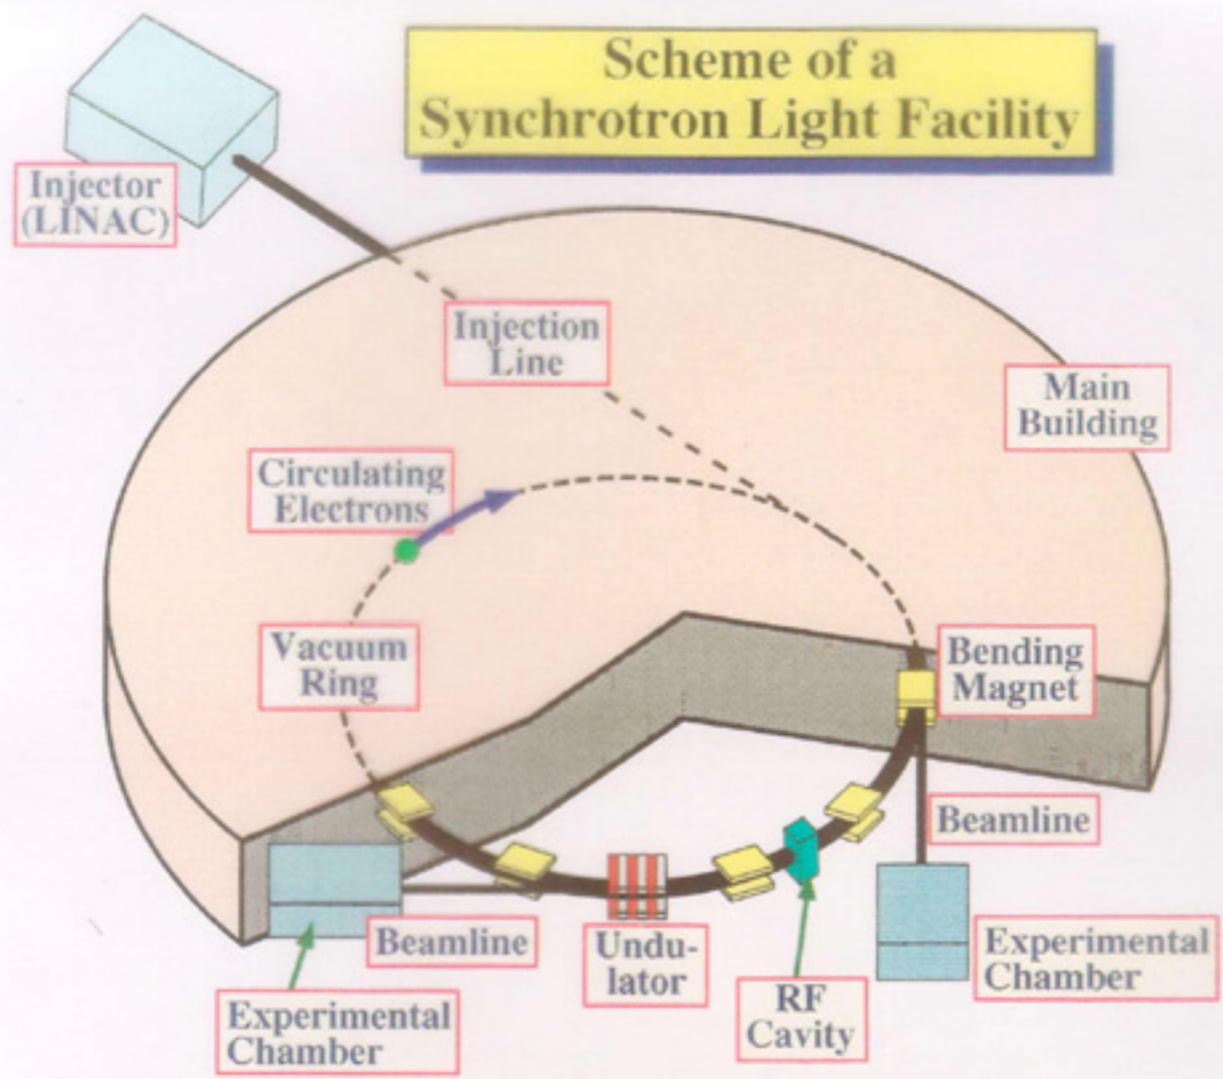 Scheme of a
Synchrotron Light Facility
Injector
(LINAC)
Injection
Line
Main
Building
Circulating
Electrons
Vacuum
Ring
Bending
Magnet
Beamline
Experimental
Chamber
Beamline
Undu-
lator
RF
Cavity
Experimental
Chamber